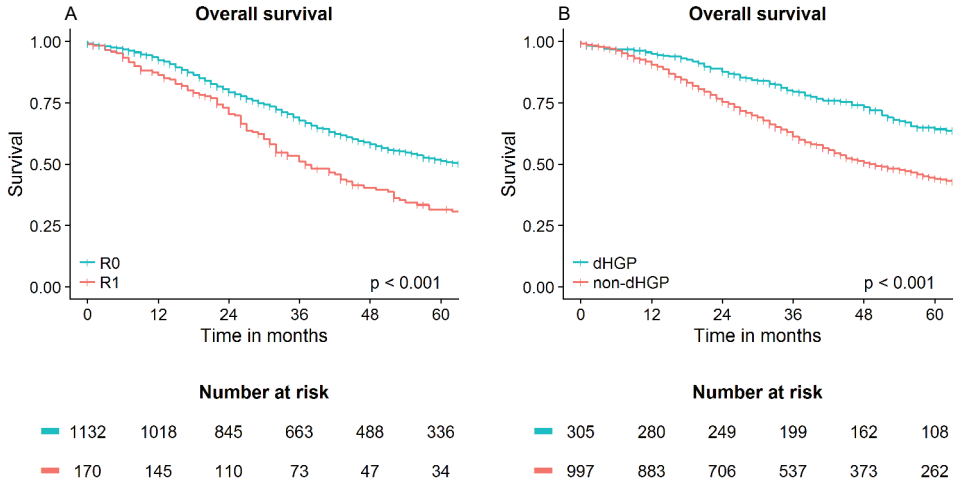 A
Overall survival
1.00
0.75
0.50
0.25
0.00
Survival
R0
R1
p < 0.001
0 12 24 36 48 60
Time in months
Number at risk
1132 1018 845 663 488 336
170 145 110 73 47 34
B
Overall survival
1.00
0.75
0.50
0.25
0.00
Survival
dHGP
non-dHGP
p < 0.001
0 12 24 36 48 60
Time in months
Number at risk
305 280 249 199 162 108
997 883 706 537 373 262